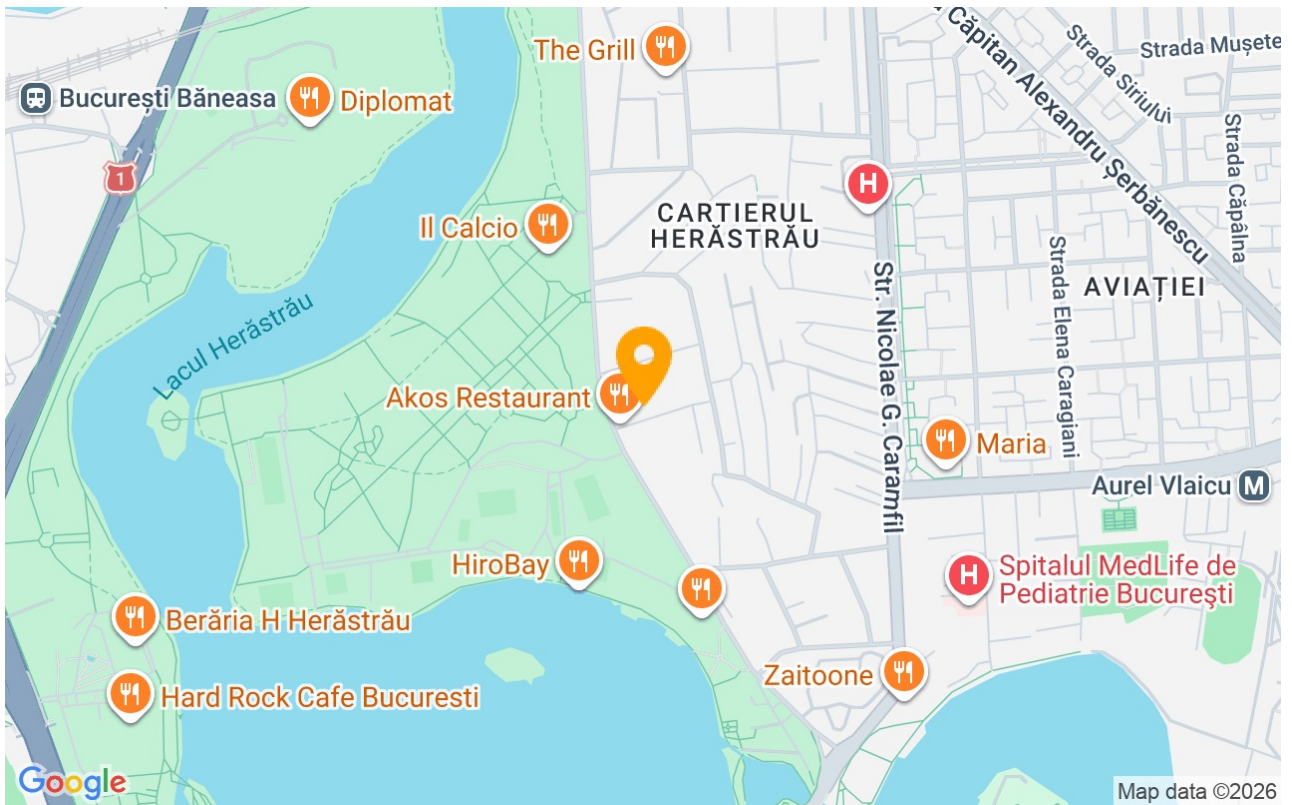 Căpitan Alexandru Șerbănescu
Strada Siriului
Strada Mușete
The Grill
București Băneasa
Diplomat
1
Strada Căpâlna
H
CARTIERUL
HERĂSTRĂU
Il Calcio
Str. Nicolae G. Caramfil
Strada Elena Caragiani
AVIAȚIEI
Lacul Herăstrău
Akos Restaurant
Maria
Aurel Vlaicu M
HiroBay
H Spitalul MedLife de
Pediatrie București
Berăria H Herăstrău
Zaitoone
Hard Rock Cafe Bucuresti
Google
Map data ©2026